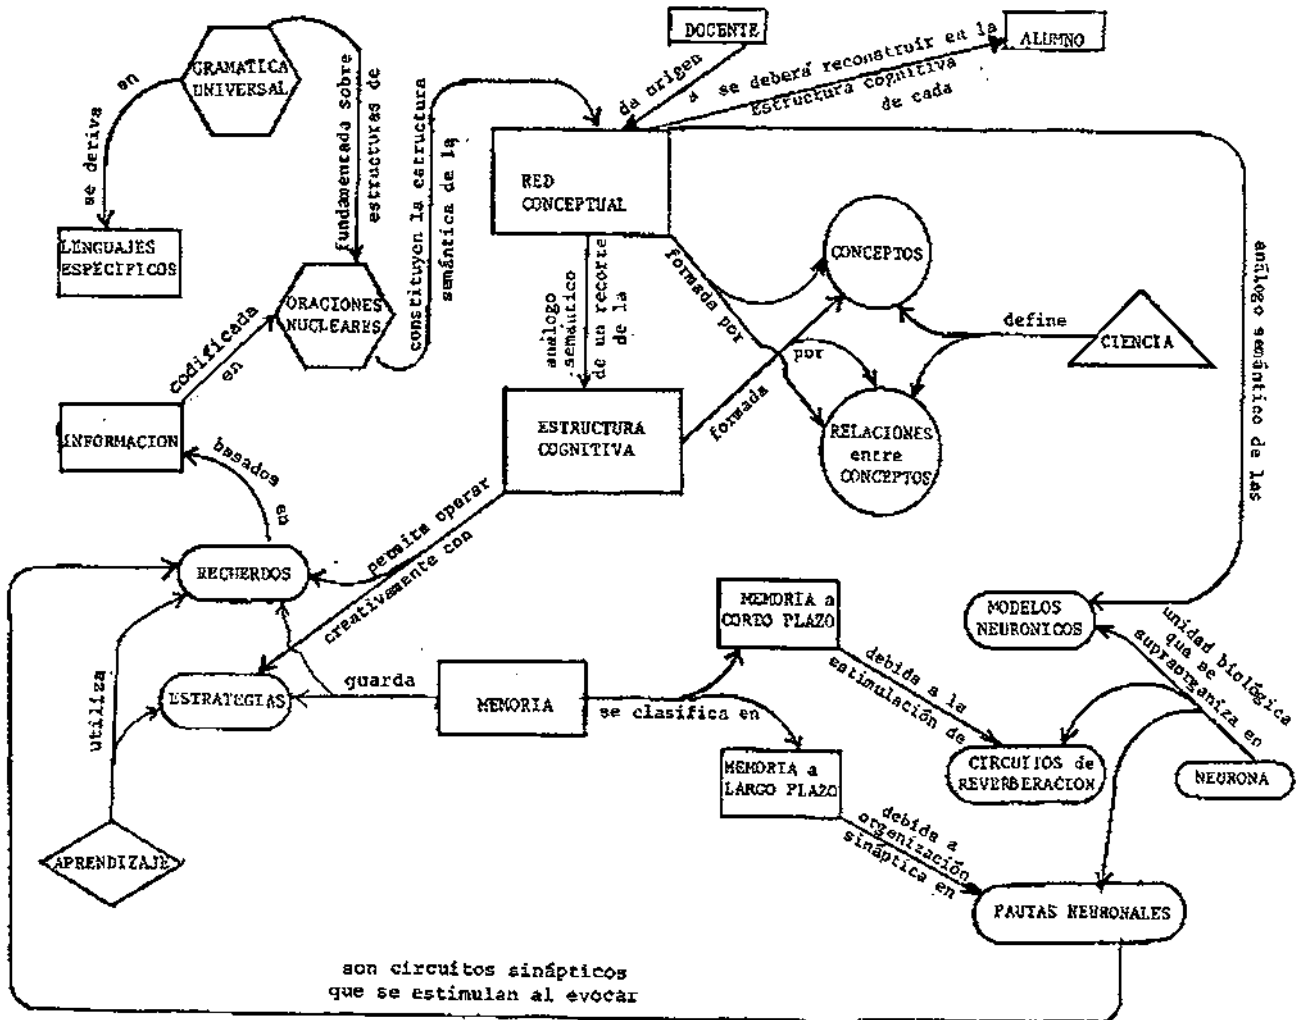 DOCENTE
ALUMNO
da origen
a
se deberá reconstruir en la
Estructura cognitiva
de cada
GRAMATICA
UNIVERSAL
se deriva en
fundamentada sobre
estructuras de
LENGUAJES
ESPECIFICOS
ORACIONES
NUCLEARES
constituyen la estructura
semántica de la
RED
CONCEPTUAL
análogo
semántico
de un recorte
de la
formada por
CONCEPTOS
define
CIENCIA
análogo semántico de las
codificada
en
INFORMACION
ESTRUCTURA
COGNITIVA
formada
por
RELACIONES
entre
CONCEPTOS
basados en
RECUERDOS
permite operar
creativamente con
ESTRATEGIAS
guarda
MEMORIA
se clasifica en
MEMORIA a
CORTO PLAZO
MEMORIA a
LARGO PLAZO
debida a la
estimulación de
MODELOS
NEURONICOS
unidad biológica
que se
supraorganiza en
CIRCUITOS de
REVERBERACION
NEURONA
debida a
organización
sináptica en
PAUTAS NEURONALES
utiliza
APRENDIZAJE
son circuitos sinápticos
que se estimulan al evocar